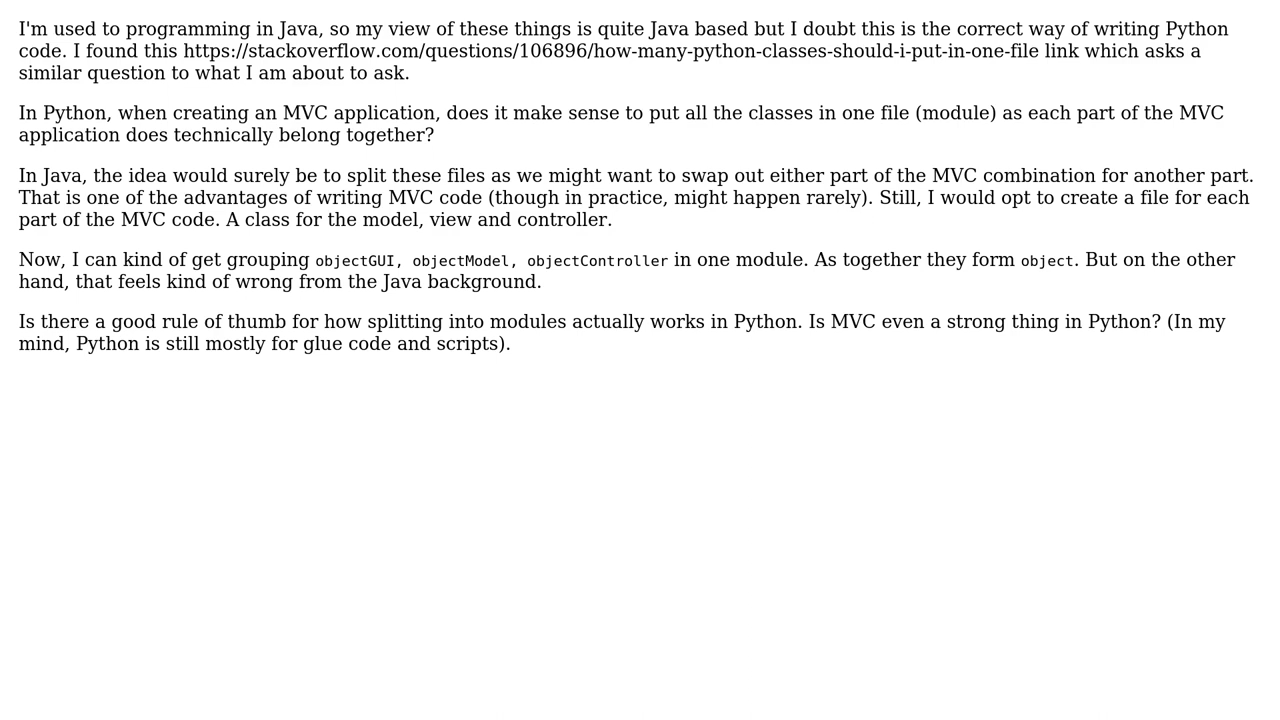 I'm used to programming in Java, so my view of these things is quite Java based but I doubt this is the correct way of writing Python
code. I found this https://stackoverflow.com/questions/106896/how-many-python-classes-should-i-put-in-one-file link which asks a
similar question to what I am about to ask.
In Python, when creating an MVC application, does it make sense to put all the classes in one file (module) as each part of the MVC
application does technically belong together?
In Java, the idea would surely be to split these files as we might want to swap out either part of the MVC combination for another part.
That is one of the advantages of writing MVC code (though in practice, might happen rarely). Still, I would opt to create a file for each
part of the MVC code. A class for the model, view and controller.
Now, I can kind of get grouping objectGUI, objectModel, objectController in one module. As together they form object. But on the other
hand, that feels kind of wrong from the Java background.
Is there a good rule of thumb for how splitting into modules actually works in Python. Is MVC even a strong thing in Python? (In my
mind, Python is still mostly for glue code and scripts).